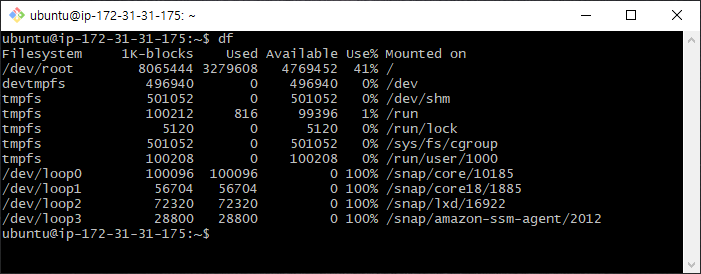 ubuntu@ip-172-31-31-175: ~
ubuntu@ip-172-31-31-175:~$ df
Filesystem     1K-blocks    Used Available Use% Mounted on
/dev/root        8065444 3279608   4769452  41% /
devtmpfs          496940       0    496940   0% /dev
tmpfs             501052       0    501052   0% /dev/shm
tmpfs             100212     816     99396   1% /run
tmpfs               5120       0      5120   0% /run/lock
tmpfs             501052       0    501052   0% /sys/fs/cgroup
tmpfs             100208       0    100208   0% /run/user/1000
/dev/loop0        100096  100096         0 100% /snap/core/10185
/dev/loop1         56704   56704         0 100% /snap/core18/1885
/dev/loop2         72320   72320         0 100% /snap/lxd/16922
/dev/loop3         28800   28800         0 100% /snap/amazon-ssm-agent/2012
ubuntu@ip-172-31-31-175:~$